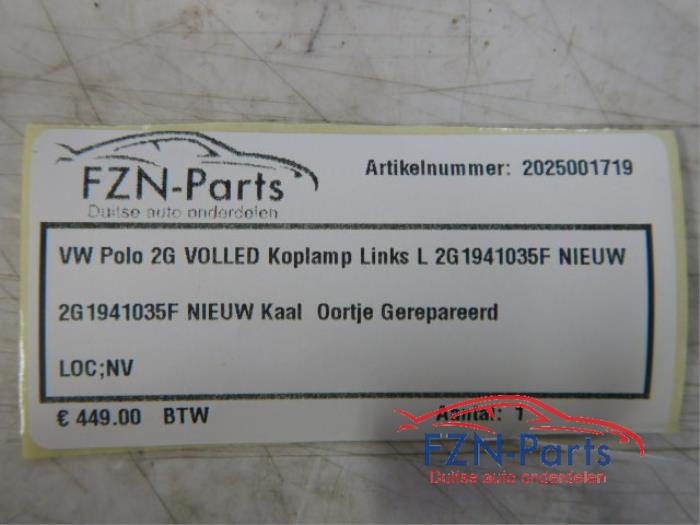 FZN-Parts
Duitse auto onderdelen
Artikelnummer: 2025001719
VW Polo 2G VOLLED Koplamp Links L 2G1941035F NIEUW
2G1941035F NIEUW Kaal Oortje Gerepareerd
LOC;NV
€ 449.00 BTW
Aantal: 1
FZN-Parts
Duitse auto onderdelen